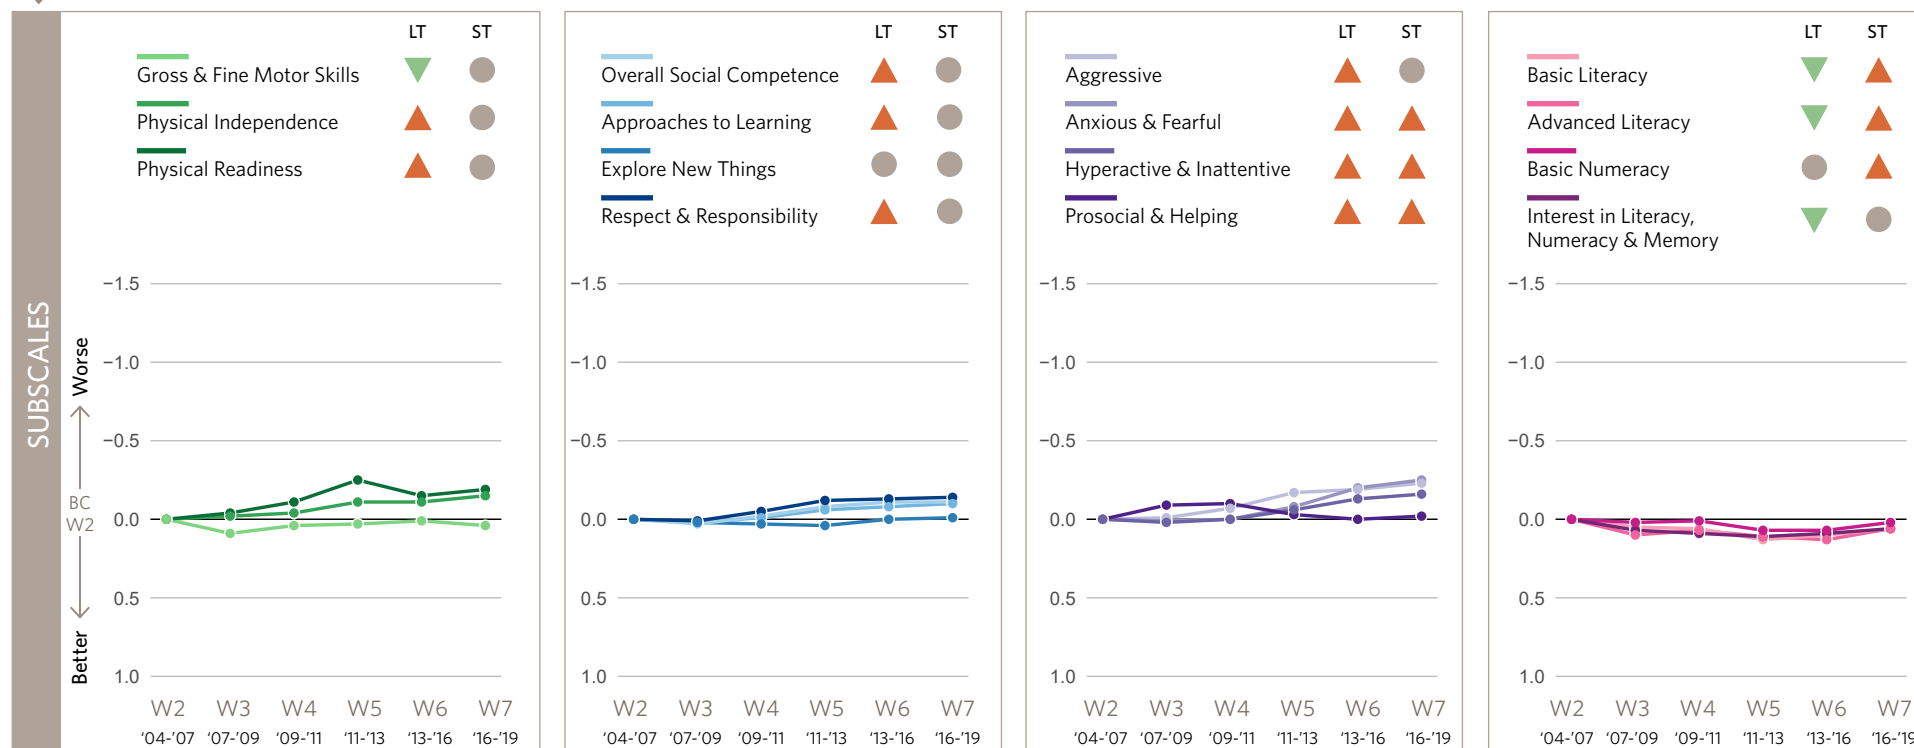 SUBSCALES
Worse
BC
W2
Better
LT ST
Gross & Fine Motor Skills
Physical Independence
Physical Readiness
−1.5
−1.0
−0.5
0.0
0.5
1.0
W2 W3 W4 W5 W6 W7
‘04-’07 ‘07-’09 ‘09-’11 ‘11-’13 ‘13-’16 ‘16-’19
LT ST
Overall Social Competence
Approaches to Learning
Explore New Things
Respect & Responsibility
−1.5
−1.0
−0.5
0.0
0.5
1.0
W2 W3 W4 W5 W6 W7
‘04-’07 ‘07-’09 ‘09-’11 ‘11-’13 ‘13-’16 ‘16-’19
LT ST
Aggressive
Anxious & Fearful
Hyperactive & Inattentive
Prosocial & Helping
−1.5
−1.0
−0.5
0.0
0.5
1.0
W2 W3 W4 W5 W6 W7
‘04-’07 ‘07-’09 ‘09-’11 ‘11-’13 ‘13-’16 ‘16-’19
LT ST
Basic Literacy
Advanced Literacy
Basic Numeracy
Interest in Literacy,
Numeracy & Memory
−1.5
−1.0
−0.5
0.0
0.5
1.0
W2 W3 W4 W5 W6 W7
‘04-’07 ‘07-’09 ‘09-’11 ‘11-’13 ‘13-’16 ‘16-’19